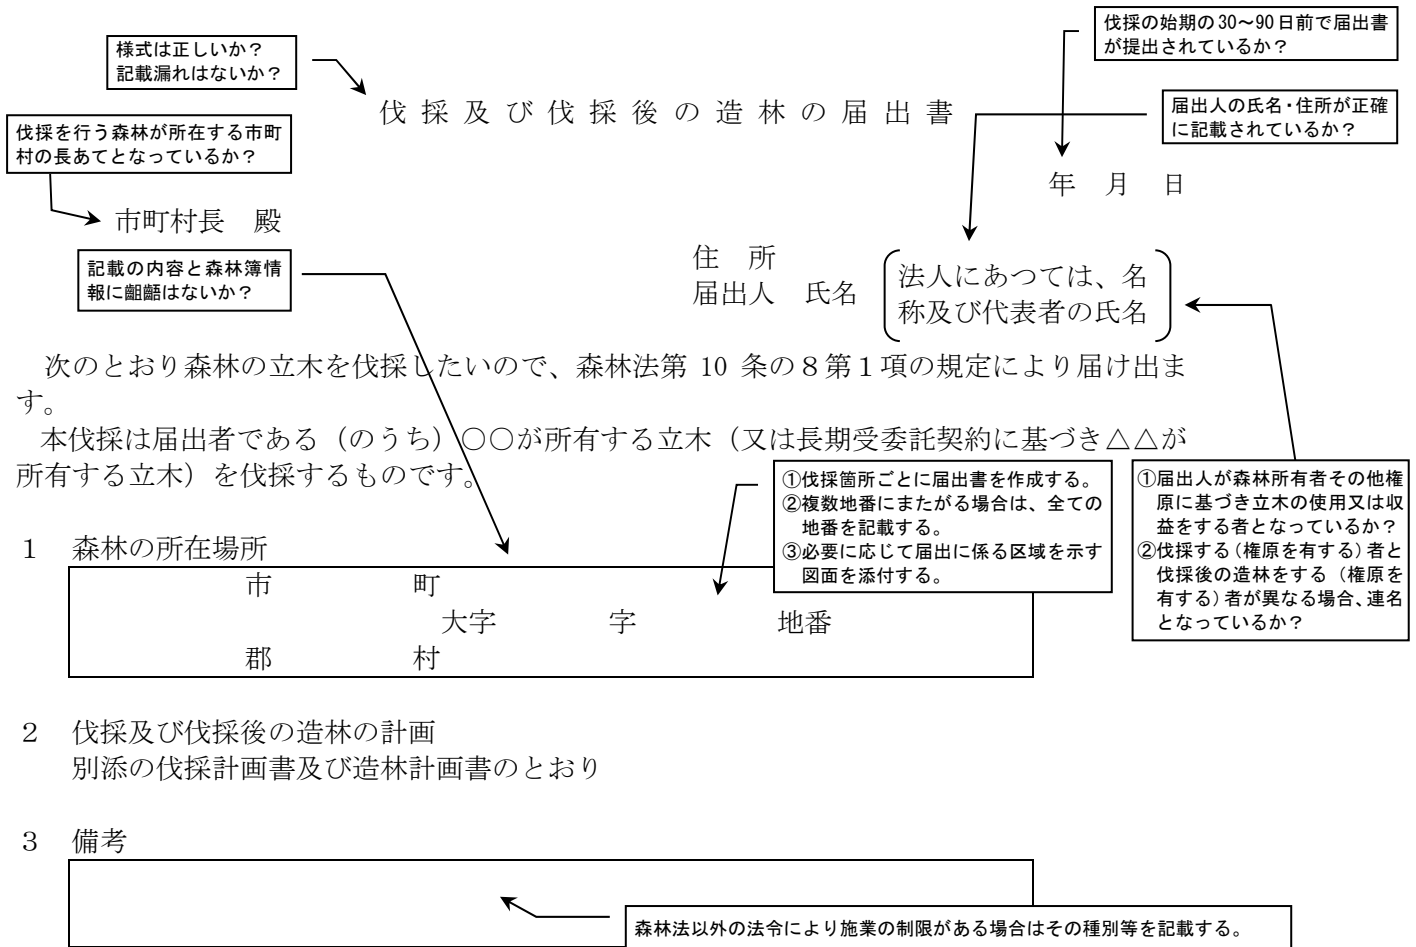 伐採の始期の30～90日前で届出書
が提出されているか？
様式は正しいか？
記載漏れはないか？
伐採及び伐採後の造林の届出書
届出人の氏名・住所が正確
に記載されているか？
伐採を行う森林が所在する市町
村の長あてとなっているか？
年　月　日
市町村長　殿
記載の内容と森林簿情
報に齟齬はないか？
住　所
届出人　氏名
法人にあつては、名
称及び代表者の氏名
次のとおり森林の立木を伐採したいので、森林法第 10 条の８第１項の規定により届け出ま
す。
本伐採は届出者である（のうち）○○が所有する立木（又は長期受委託契約に基づき△△が
所有する立木）を伐採するものです。
①伐採箇所ごとに届出書を作成する。
②複数地番にまたがる場合は、全ての
地番を記載する。
③必要に応じて届出に係る区域を示す
図面を添付する。
①届出人が森林所有者その他権
原に基づき立木の使用又は収
益をする者となっているか？
②伐採する（権原を有する）者と
伐採後の造林をする（権原を
有する）者が異なる場合、連名
となっているか？
１　森林の所在場所
市　町
大字　字　地番
郡　村
２　伐採及び伐採後の造林の計画
別添の伐採計画書及び造林計画書のとおり
３　備考
森林法以外の法令により施業の制限がある場合はその種別等を記載する。